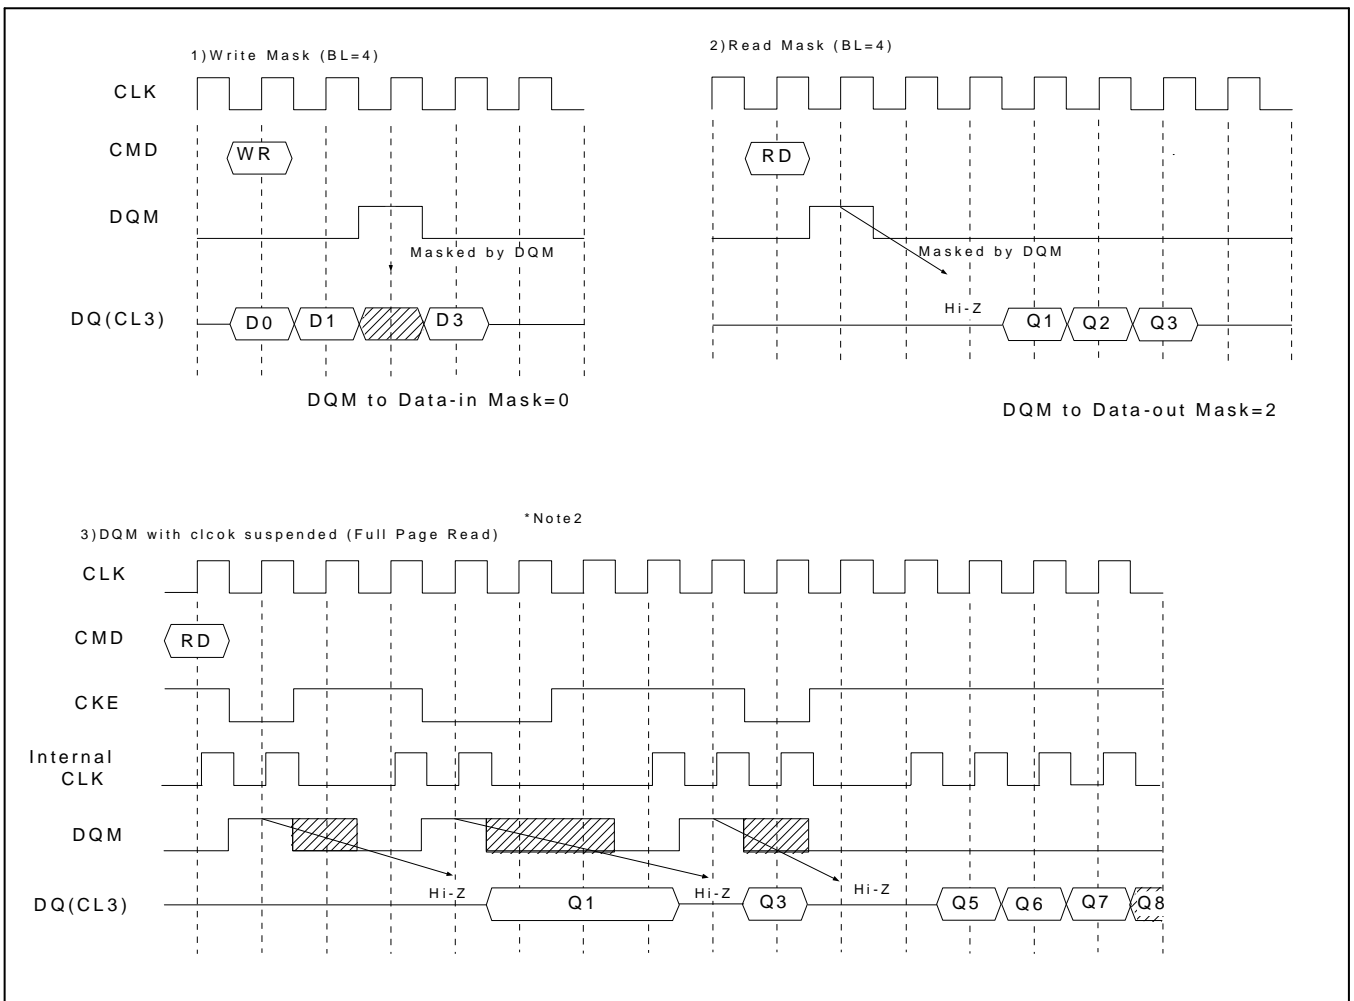 1)Write Mask (BL=4)
CLK
CMD
WR
DQM
Masked by DQM
DQ(CL3)
D0
D1
D3
DQM to Data-in Mask=0
2)Read Mask (BL=4)
RD
Masked by DQM
Hi-Z
Q1
Q2
Q3
DQM to Data-out Mask=2
*Note2
3)DQM with clcok suspended (Full Page Read)
CLK
CMD
RD
CKE
Internal
CLK
DQM
Hi-Z
Hi-Z
Hi-Z
DQ(CL3)
Q1
Q3
Q5
Q6
Q7
Q8